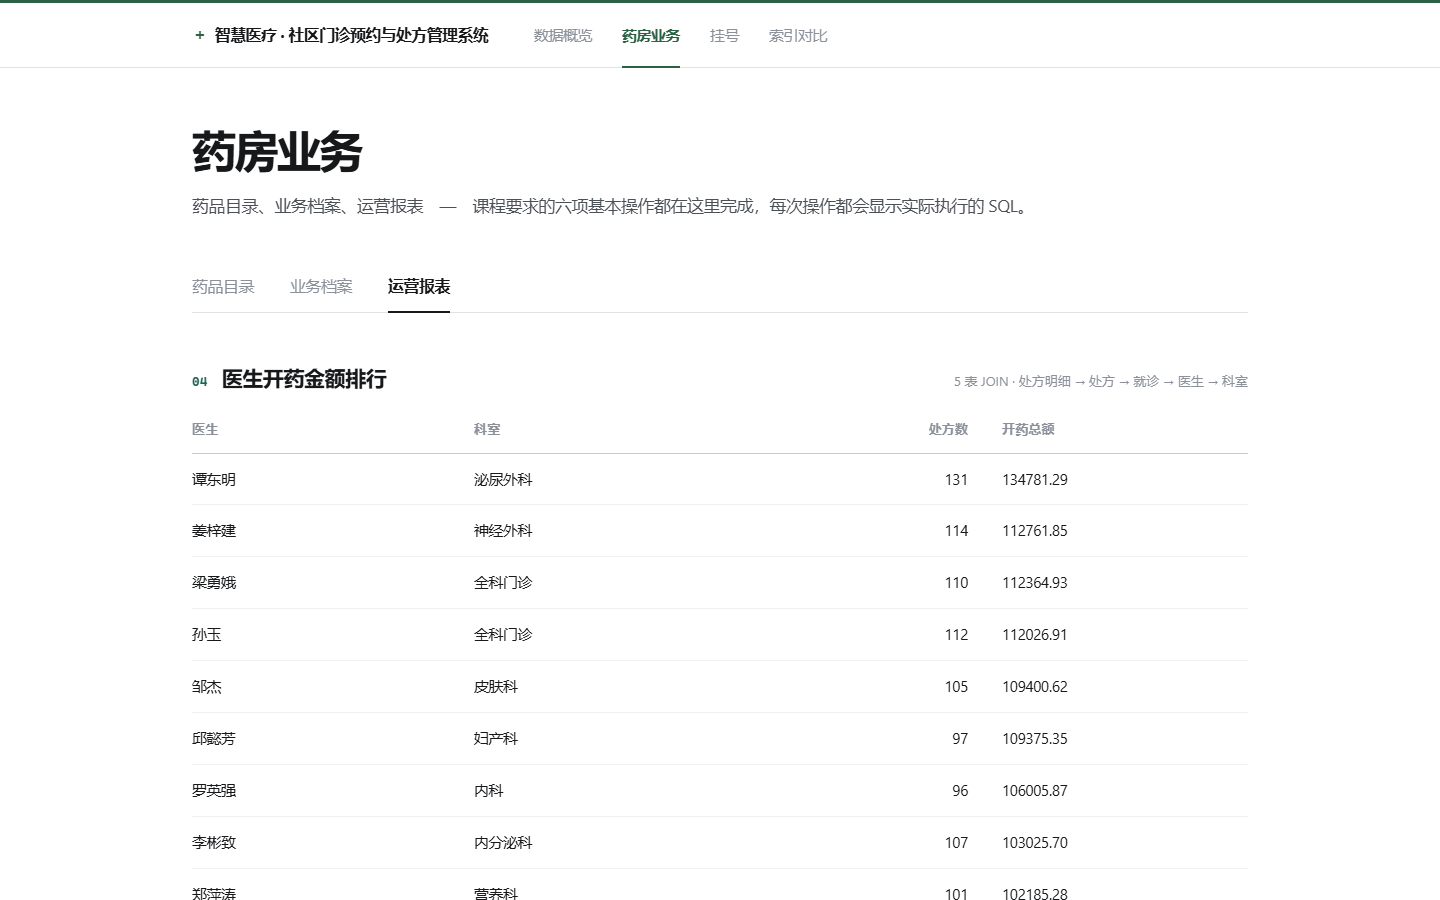 + 智慧医疗 · 社区门诊预约与处方管理系统 数据概览 药房业务 挂号 索引对比
药房业务
药品目录、业务档案、运营报表 — 课程要求的六项基本操作都在这里完成，每次操作都会显示实际执行的 SQL。
药品目录 业务档案 运营报表
04 医生开药金额排行 5 表 JOIN · 处方明细 → 处方 → 就诊 → 医生 → 科室
医生 科室 处方数 开药总额
谭东明 泌尿外科 131 134781.29
姜梓建 神经外科 114 112761.85
梁勇娥 全科门诊 110 112364.93
孙玉 全科门诊 112 112026.91
邹杰 皮肤科 105 109400.62
邱懿芳 妇产科 97 109375.35
罗英强 内科 96 106005.87
李彬致 内分泌科 107 103025.70
郑萍涛 营养科 101 102185.28